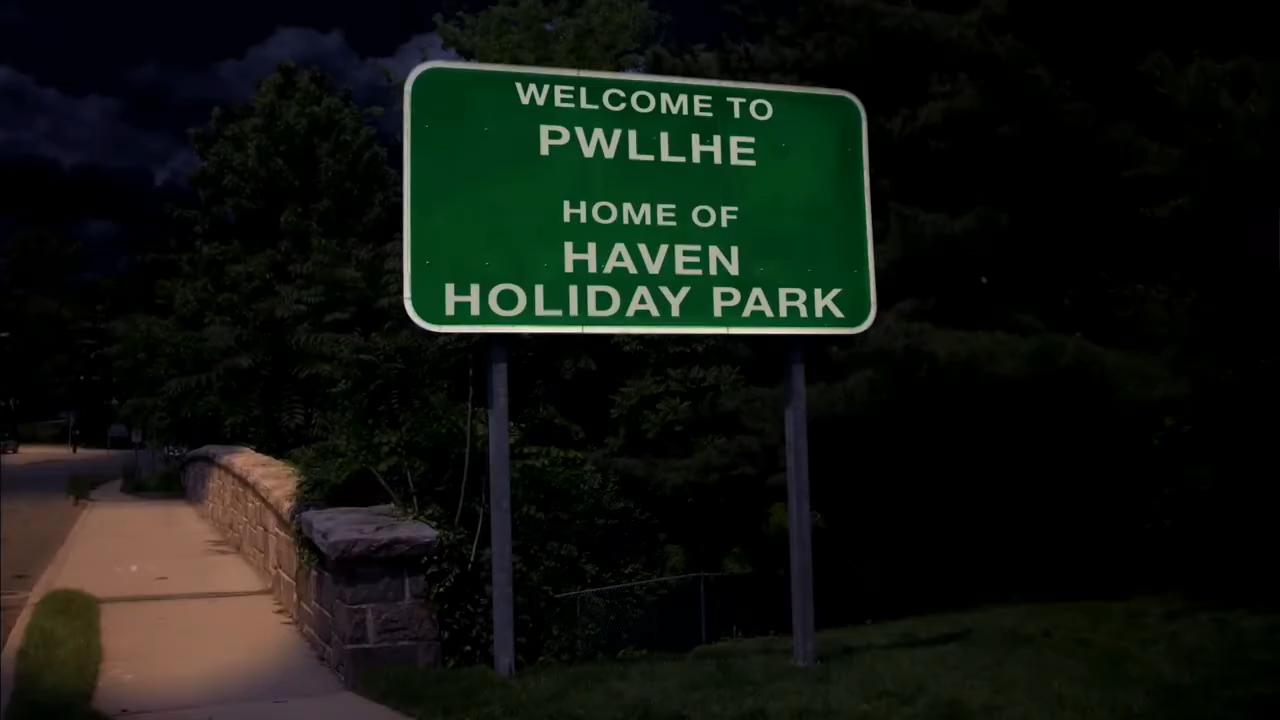 WELCOME TO
PWLLHE
HOME OF
HAVEN
HOLIDAY PARK